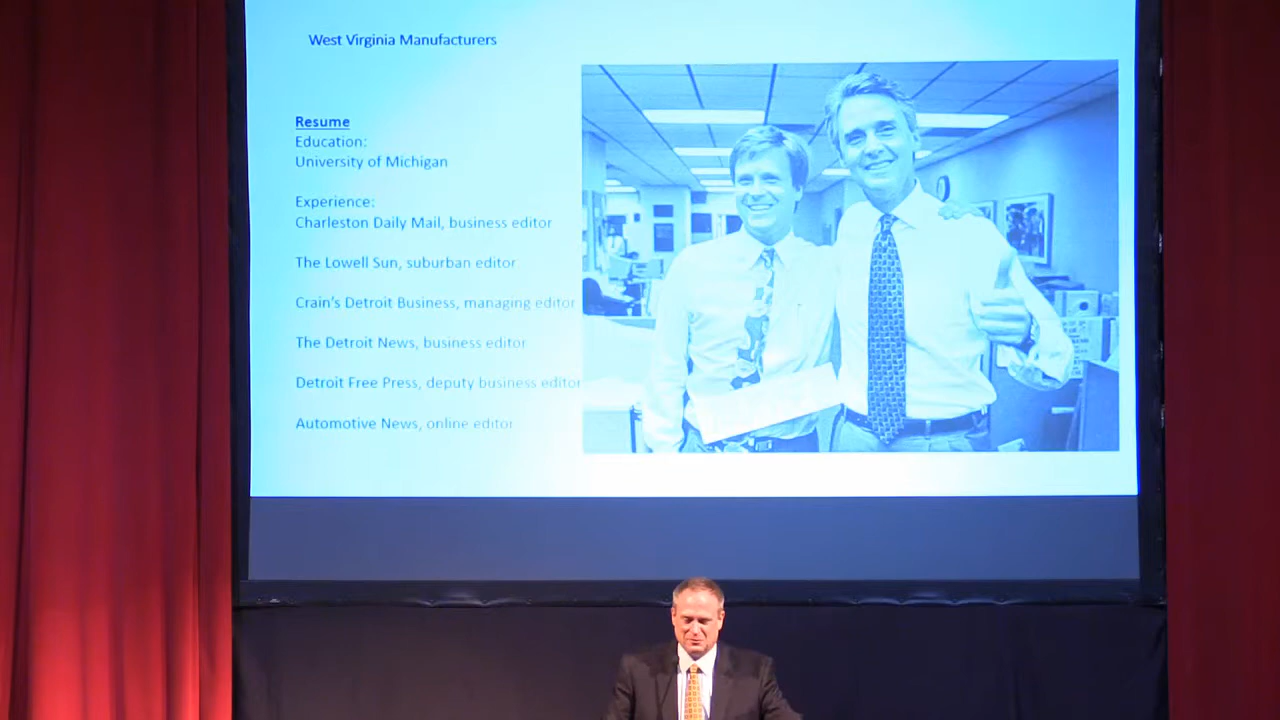 West Virginia Manufacturers
Resume
Education:
University of Michigan
Experience:
Charleston Daily Mail, business editor
The Lowell Sun, suburban editor
Crain's Detroit Business, managing editor
The Detroit News, business editor
Detroit Free Press, deputy business editor
Automotive News, online editor